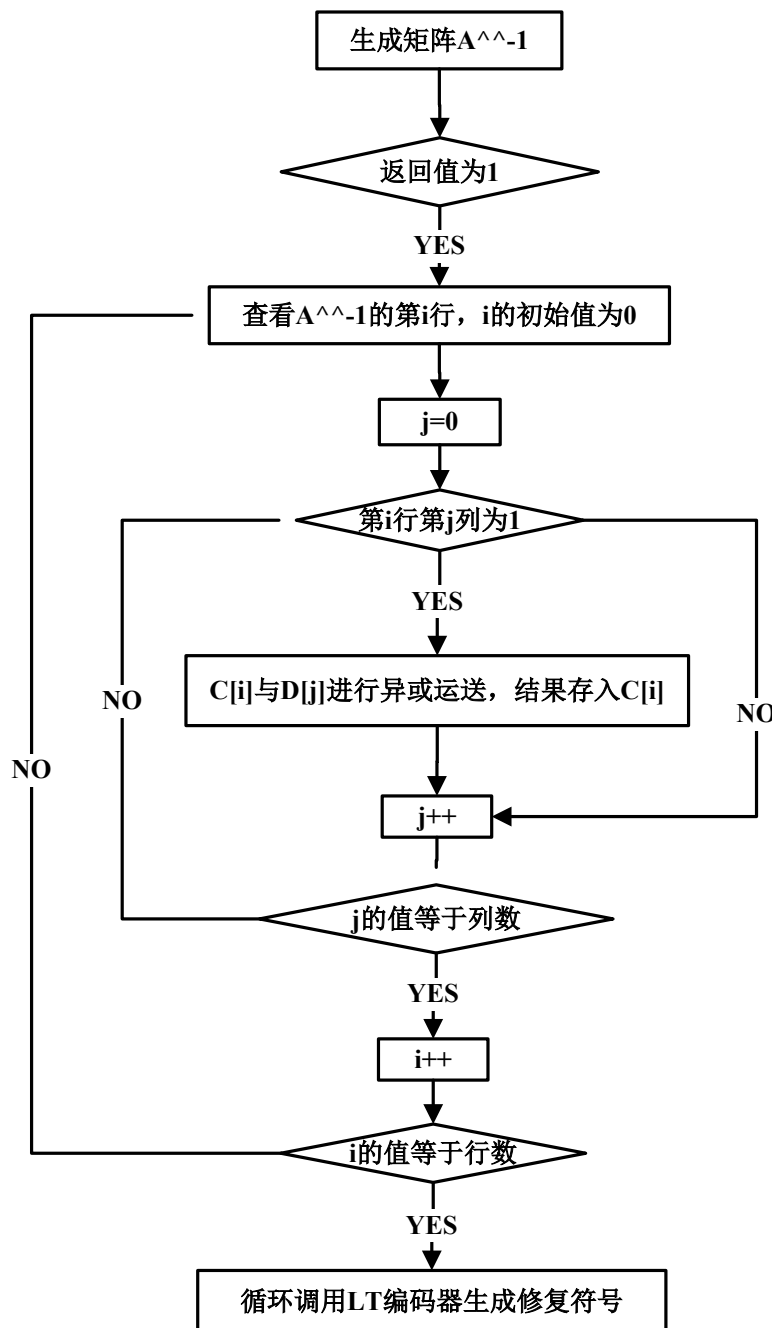 生成矩阵A^^-1
返回值为1
YES
查看A^^-1的第i行，i的初始值为0
j=0
第i行第j列为1
YES
C[i]与D[j]进行异或运送，结果存入C[i]
NO
NO
NO
j++
j的值等于列数
YES
i++
i的值等于行数
YES
循环调用LT编码器生成修复符号